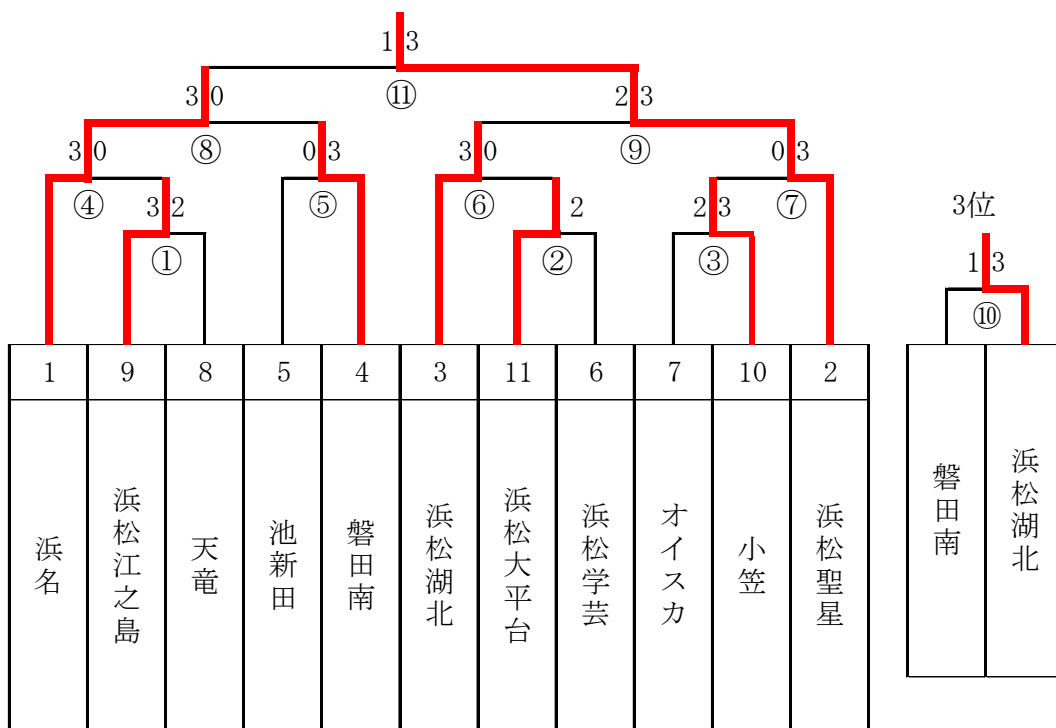 1 3
⑪
3 0 2 3
⑧ ⑨
3 0 0 3 3 0 0 3
④ ⑤ ⑥ ⑦
3 2 2 2 3 3位
① ② ③
1 3
⑩
1 9 8 5 4 3 11 6 7 10 2
浜名
浜松江之島
天竜
池新田
磐田南
浜松湖北
浜松大平台
浜松学芸
オイスカ
小笠
浜松聖星
磐田南
浜松湖北